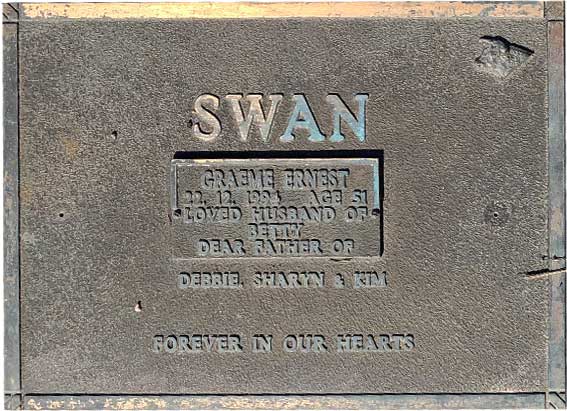 SWAN
GRAEME ERNEST
22. 12. 1994 AGE 51
LOVED HUSBAND OF
BETTY
DEAR FATHER OF
DEBBIE, SHARYN & KIM
FOREVER IN OUR HEARTS